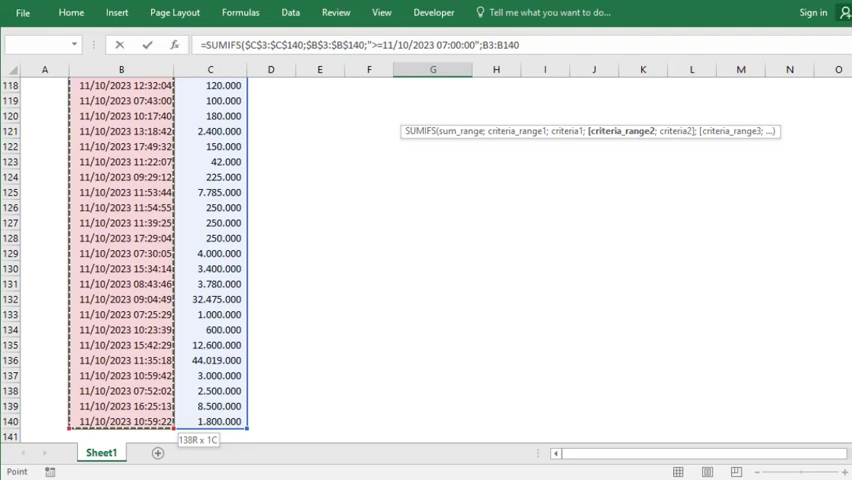 File Home Insert Page Layout Formulas Data Review View Developer Tell me what you want to do... Sign in
=SUMIFS($C$3:$C$140;$B$3:$B$140;">=11/10/2023 07:00:00";B3:B140
A B C D E F G H I J K L M N O
118 11/10/2023 12:32:04 120.000
119 11/10/2023 07:43:00 100.000
120 11/10/2023 10:17:40 180.000
121 11/10/2023 13:18:42 2.400.000
SUMIFS(sum_range; criteria_range1; criteria1; [criteria_range2; criteria2]; [criteria_range3; ...)
122 11/10/2023 17:49:32 150.000
123 11/10/2023 11:22:07 42.000
124 11/10/2023 09:29:12 225.000
125 11/10/2023 11:53:44 7.785.000
126 11/10/2023 11:54:55 250.000
127 11/10/2023 11:39:25 250.000
128 11/10/2023 17:29:04 250.000
129 11/10/2023 07:30:05 4.000.000
130 11/10/2023 15:34:14 3.400.000
131 11/10/2023 08:43:46 3.780.000
132 11/10/2023 09:04:49 32.475.000
133 11/10/2023 07:25:29 1.000.000
134 11/10/2023 10:23:39 600.000
135 11/10/2023 15:42:29 12.600.000
136 11/10/2023 11:35:18 44.019.000
137 11/10/2023 10:59:42 3.000.000
138 11/10/2023 07:52:02 2.500.000
139 11/10/2023 16:25:13 8.500.000
140 11/10/2023 10:59:22 1.800.000
141
138R x 1C
Sheet1
Point